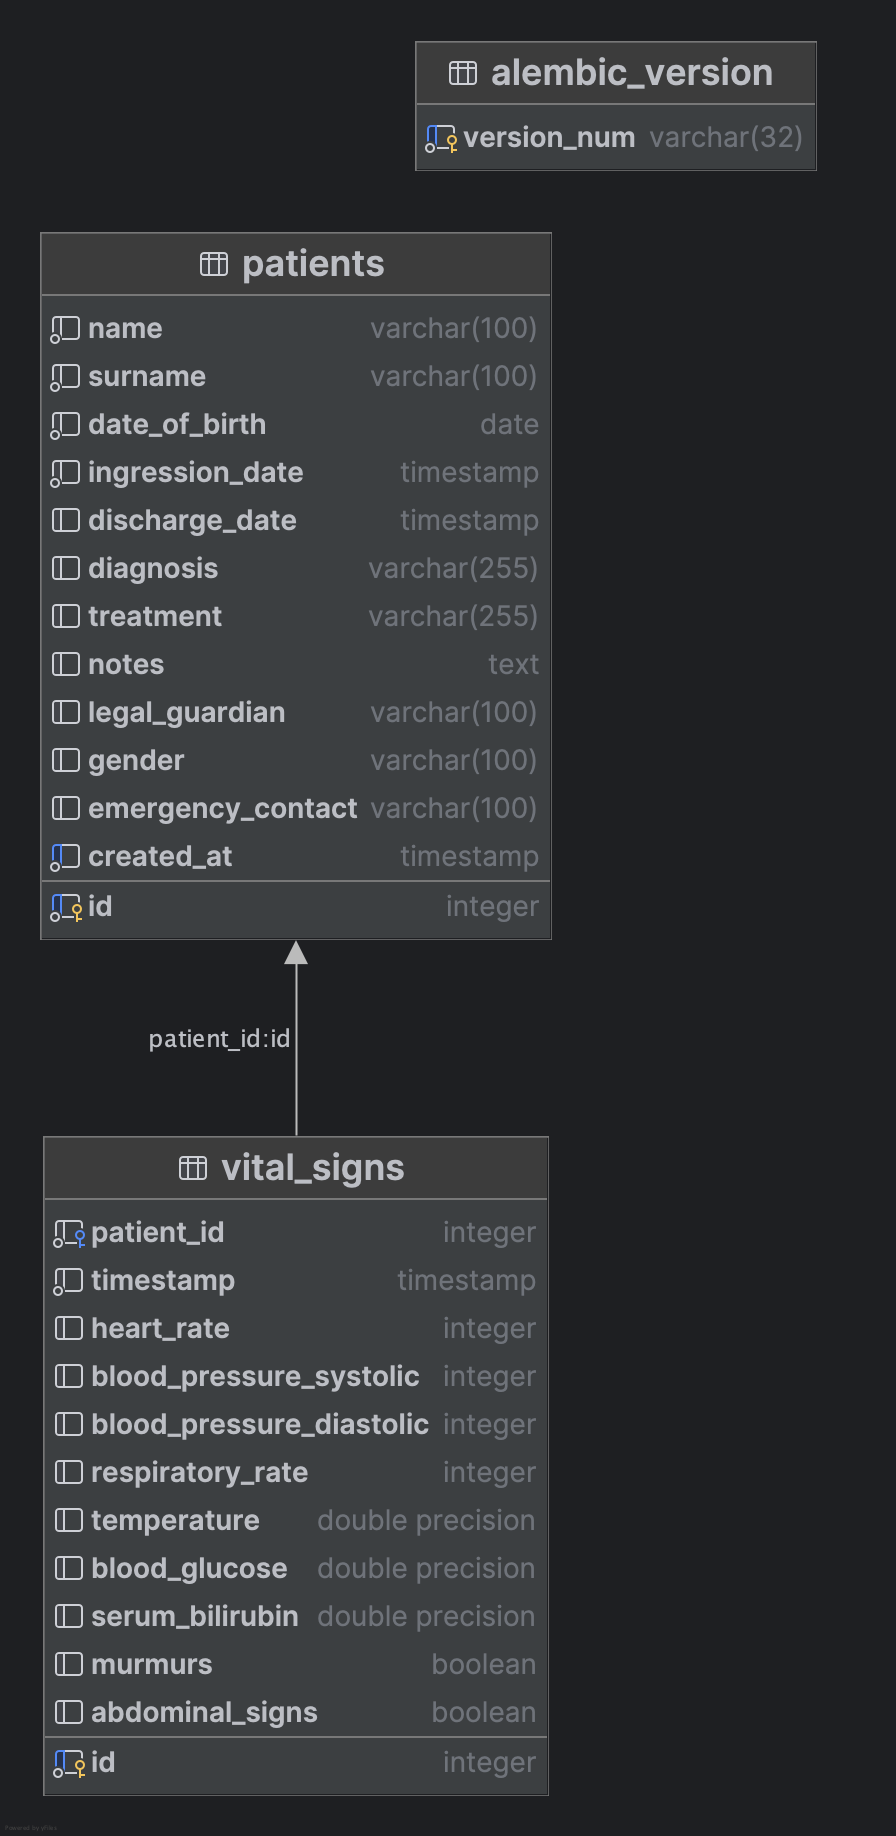 alembic_version
version_num varchar(32)
patients
name varchar(100)
surname varchar(100)
date_of_birth date
ingression_date timestamp
discharge_date timestamp
diagnosis varchar(255)
treatment varchar(255)
notes text
legal_guardian varchar(100)
gender varchar(100)
emergency_contact varchar(100)
created_at timestamp
id integer
patient_id:id
vital_signs
patient_id integer
timestamp timestamp
heart_rate integer
blood_pressure_systolic integer
blood_pressure_diastolic integer
respiratory_rate integer
temperature double precision
blood_glucose double precision
serum_bilirubin double precision
murmurs boolean
abdominal_signs boolean
id integer
Powered by yFiles